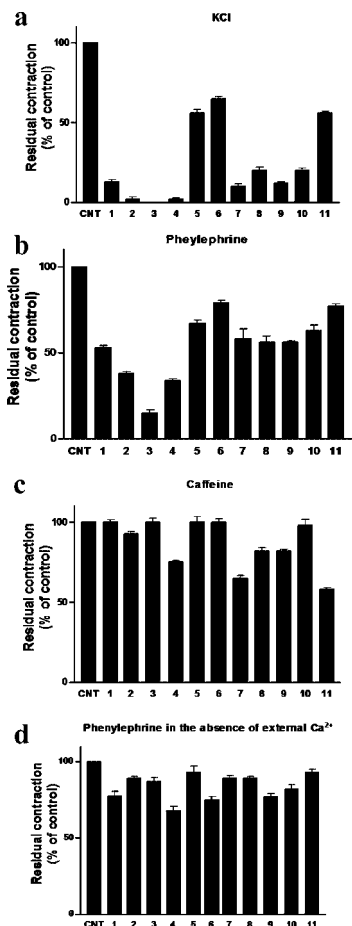 a
KCl
Residual contraction
(% of control)
100
50
0
CNT 1 2 3 4 5 6 7 8 9 10 11
b
Pheylephrine
Residual contraction
(% of control)
100
50
0
CNT 1 2 3 4 5 6 7 8 9 10 11
c
Caffeine
Residual contraction
(% of control)
100
50
0
CNT 1 2 3 4 5 6 7 8 9 10 11
d
Phenylephrine in the absence of external Ca²⁺
Residual contraction
(% of control)
100
50
0
CNT 1 2 3 4 5 6 7 8 9 10 11